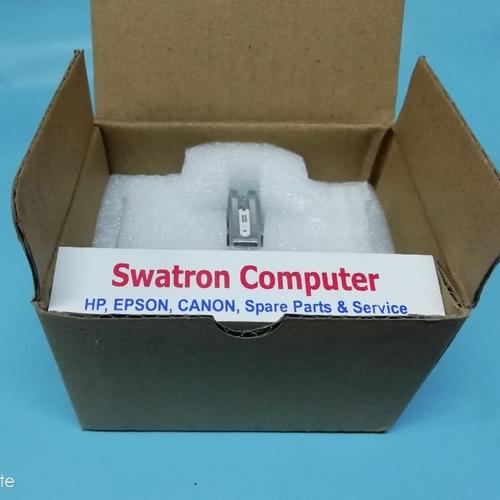 Swatron Computer
HP, EPSON, CANON, Spare Parts & Service